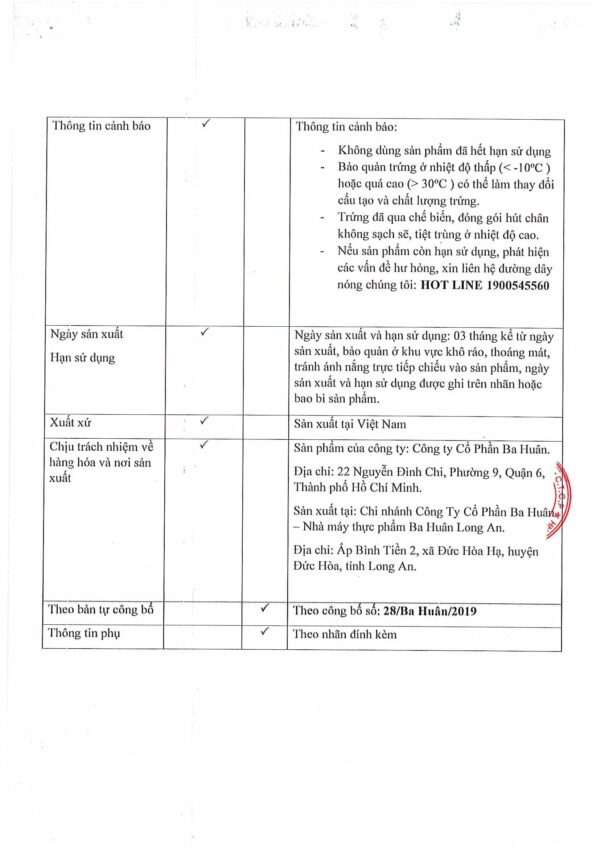 Thông tin cảnh báo ✓ Thông tin cảnh báo:
- Không dùng sản phẩm đã hết hạn sử dụng
- Bảo quản trứng ở nhiệt độ thấp (< -10ºC )
hoặc quá cao (> 30ºC ) có thể làm thay đổi
cấu tạo và chất lượng trứng.
- Trứng đã qua chế biến, đóng gói hút chân
không sạch sẽ, tiệt trùng ở nhiệt độ cao.
- Nếu sản phẩm còn hạn sử dụng, phát hiện
các vấn đề hư hỏng, xin liên hệ đường dây
nóng chúng tôi: HOT LINE 1900545560
Ngày sản xuất ✓
Hạn sử dụng
Ngày sản xuất và hạn sử dụng: 03 tháng kể từ ngày
sản xuất, bảo quản ở khu vực khô ráo, thoáng mát,
tránh ánh nắng trực tiếp chiếu vào sản phẩm, ngày
sản xuất và hạn sử dụng được ghi trên nhãn hoặc
bao bì sản phẩm.
Xuất xứ ✓ Sản xuất tại Việt Nam
Chịu trách nhiệm về ✓
hàng hóa và nơi sản
xuất
Sản phẩm của công ty: Công ty Cổ Phần Ba Huân.
Địa chỉ: 22 Nguyễn Đình Chi, Phường 9, Quận 6,
Thành phố Hồ Chí Minh.
Sản xuất tại: Chi nhánh Công Ty Cổ Phần Ba Huân
– Nhà máy thực phẩm Ba Huân Long An.
Địa chỉ: Ấp Bình Tiền 2, xã Đức Hòa Hạ, huyện
Đức Hòa, tỉnh Long An.
C.T.C.P
Theo bản tự công bố ✓ Theo công bố số: 28/Ba Huân/2019
Thông tin phụ ✓ Theo nhãn đính kèm